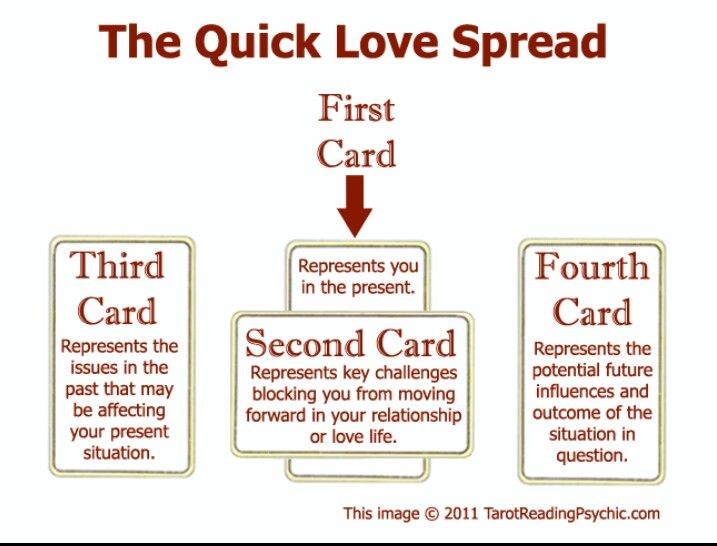 The Quick Love Spread
First
Card
Represents you
in the present.
Second Card
Represents key challenges
blocking you from moving
forward in your relationship
or love life.
Third
Card
Represents the
issues in the
past that may
be affecting
your present
situation.
Fourth
Card
Represents the
potential future
influences and
outcome of the
situation in
question.
This image © 2011 TarotReadingPsychic.com